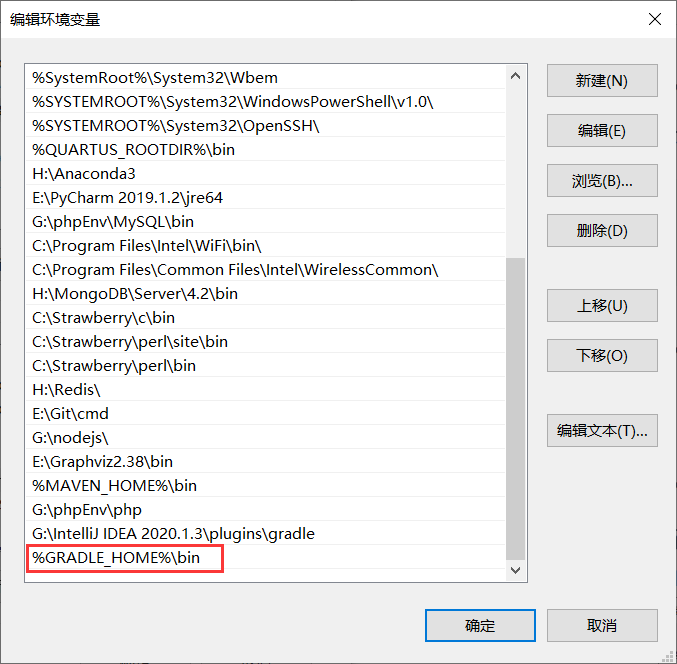 编辑环境变量
%SystemRoot%\System32\Wbem
%SYSTEMROOT%\System32\WindowsPowerShell\v1.0\
%SYSTEMROOT%\System32\OpenSSH\
%QUARTUS_ROOTDIR%\bin
H:\Anaconda3
E:\PyCharm 2019.1.2\jre64
G:\phpEnv\MySQL\bin
C:\Program Files\Intel\WiFi\bin\
C:\Program Files\Common Files\Intel\WirelessCommon\
H:\MongoDB\Server\4.2\bin
C:\Strawberry\c\bin
C:\Strawberry\perl\site\bin
C:\Strawberry\perl\bin
H:\Redis\
E:\Git\cmd
G:\nodejs\
E:\Graphviz2.38\bin
%MAVEN_HOME%\bin
G:\phpEnv\php
G:\IntelliJ IDEA 2020.1.3\plugins\gradle
%GRADLE_HOME%\bin
新建(N)
编辑(E)
浏览(B)...
删除(D)
上移(U)
下移(O)
编辑文本(T)...
确定
取消